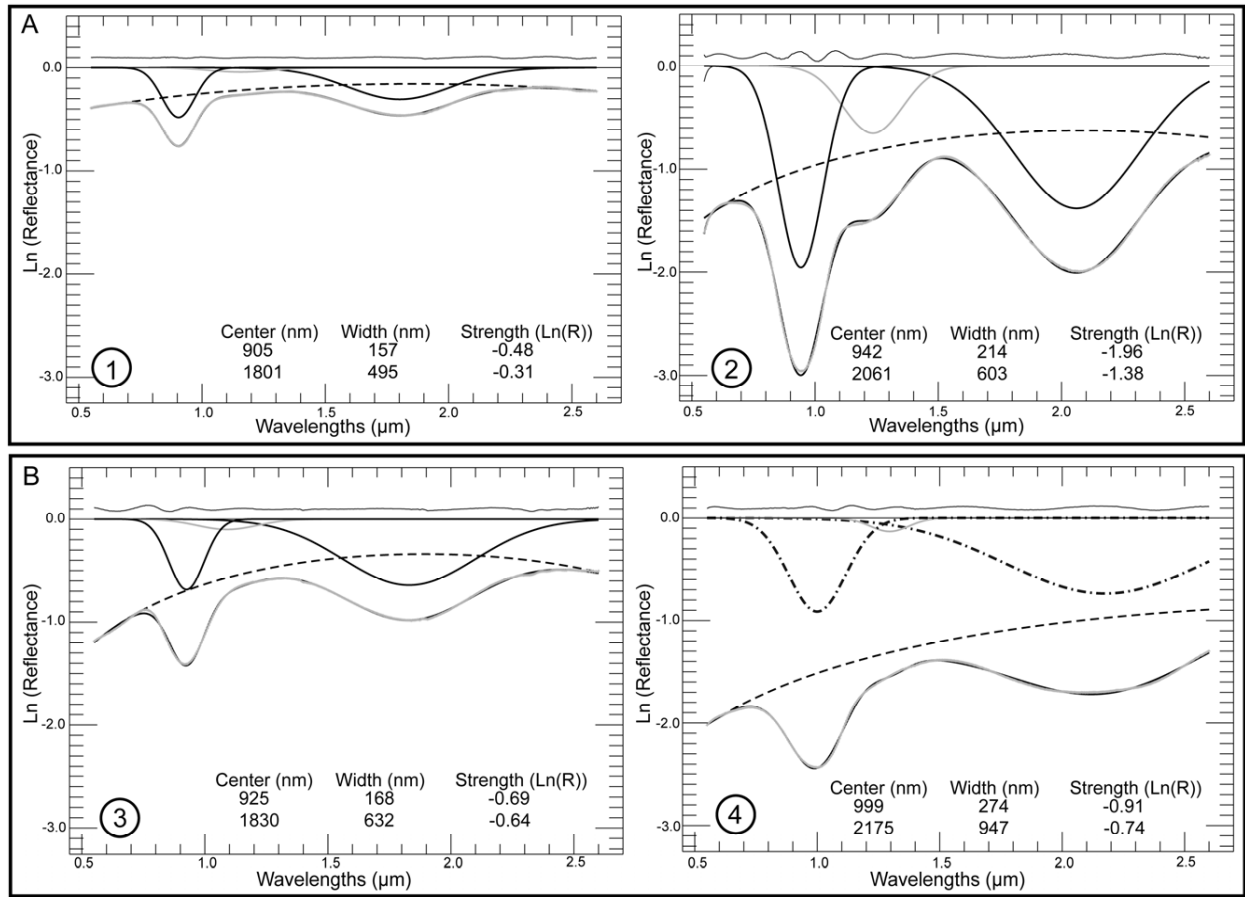 A
0.0
-1.0
-2.0
-3.0
Ln (Reflectance)
Center (nm) Width (nm) Strength (Ln(R))
905 157 -0.48
1801 495 -0.31
1
0.5 1.0 1.5 2.0 2.5
Wavelengths (µm)
0.0
-1.0
-2.0
-3.0
Ln (Reflectance)
Center (nm) Width (nm) Strength (Ln(R))
942 214 -1.96
2061 603 -1.38
2
0.5 1.0 1.5 2.0 2.5
Wavelengths (µm)
B
0.0
-1.0
-2.0
-3.0
Ln (Reflectance)
Center (nm) Width (nm) Strength (Ln(R))
925 168 -0.69
1830 632 -0.64
3
0.5 1.0 1.5 2.0 2.5
Wavelengths (µm)
0.0
-1.0
-2.0
-3.0
Ln (Reflectance)
Center (nm) Width (nm) Strength (Ln(R))
999 274 -0.91
2175 947 -0.74
4
0.5 1.0 1.5 2.0 2.5
Wavelengths (µm)